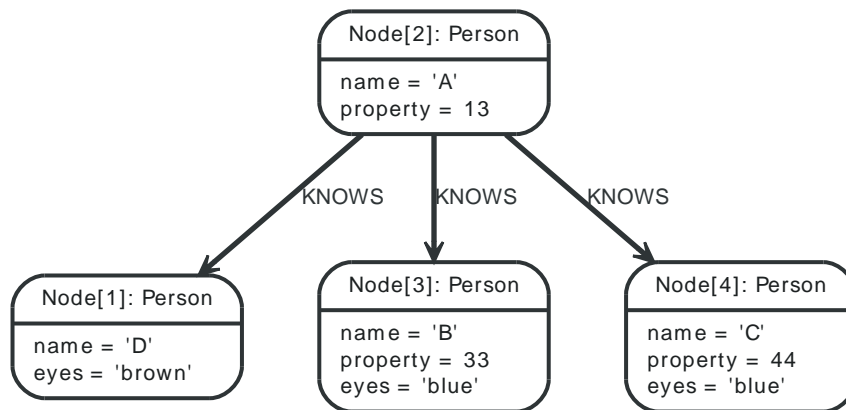 Node[2]: Person
name = 'A'
property = 13
KNOWS
KNOWS
KNOWS
Node[1]: Person
name = 'D'
eyes = 'brown'
Node[3]: Person
name = 'B'
property = 33
eyes = 'blue'
Node[4]: Person
name = 'C'
property = 44
eyes = 'blue'